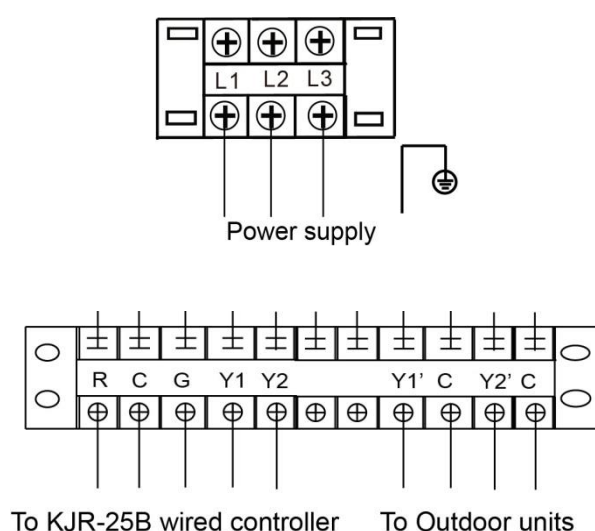 L1 L2 L3
Power supply
R C G Y1 Y2 Y1’ C Y2’ C
To KJR-25B wired controller To Outdoor units